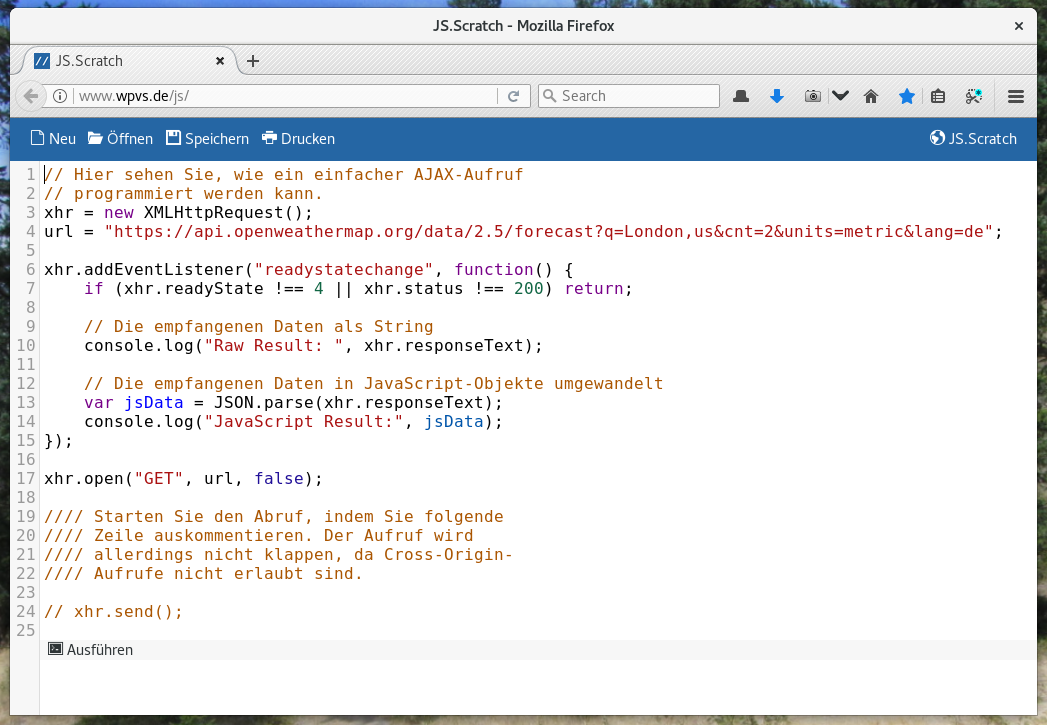 JS.Scratch - Mozilla Firefox
JS.Scratch
www.wpvs.de/js/
Search
Neu Öffnen Speichern Drucken JS.Scratch
1 // Hier sehen Sie, wie ein einfacher AJAX-Aufruf
2 // programmiert werden kann.
3 xhr = new XMLHttpRequest();
4 url = "https://api.openweathermap.org/data/2.5/forecast?q=London,us&cnt=2&units=metric&lang=de";
5
6 xhr.addEventListener("readystatechange", function() {
7     if (xhr.readyState !== 4 || xhr.status !== 200) return;
8
9     // Die empfangenen Daten als String
10     console.log("Raw Result: ", xhr.responseText);
11
12     // Die empfangenen Daten in JavaScript-Objekte umgewandelt
13     var jsData = JSON.parse(xhr.responseText);
14     console.log("JavaScript Result:", jsData);
15 });
16
17 xhr.open("GET", url, false);
18
19 //// Starten Sie den Abruf, indem Sie folgende
20 //// Zeile auskommentieren. Der Aufruf wird
21 //// allerdings nicht klappen, da Cross-Origin-
22 //// Aufrufe nicht erlaubt sind.
23
24 // xhr.send();
25
Ausführen